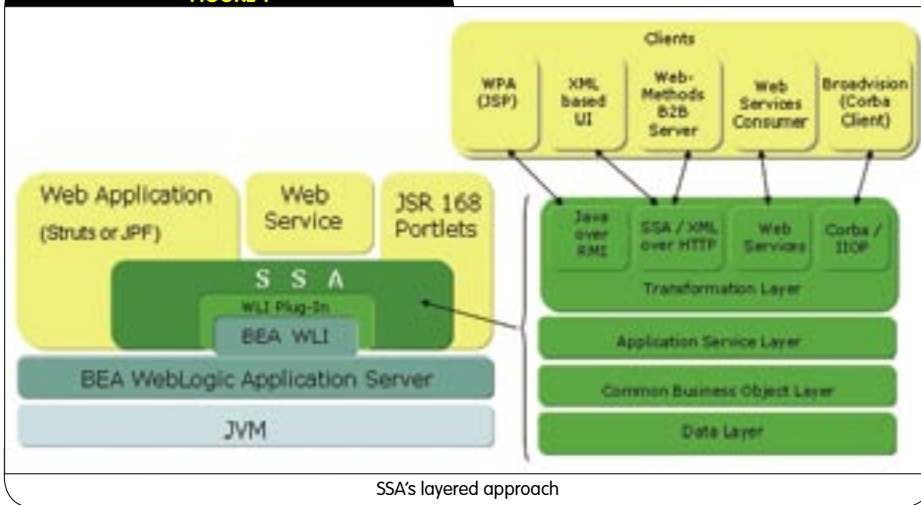 FIGURE 1
Clients
WPA
(JSP)
XML
based
UI
Web-
Methods
B2B
Server
Web
Services
Consumer
Broadvision
(Corba
Client)
Web Application
(Struts or JPF)
Web
Service
JSR 168
Portlets
S S A
WLI Plug-In
BEA WLI
BEA WebLogic Application Server
JVM
Java
over
RMI
SSA / XML
over HTTP
Web
Services
Corba /
IIOP
Transformation Layer
Application Service Layer
Common Business Object Layer
Data Layer
SSA's layered approach